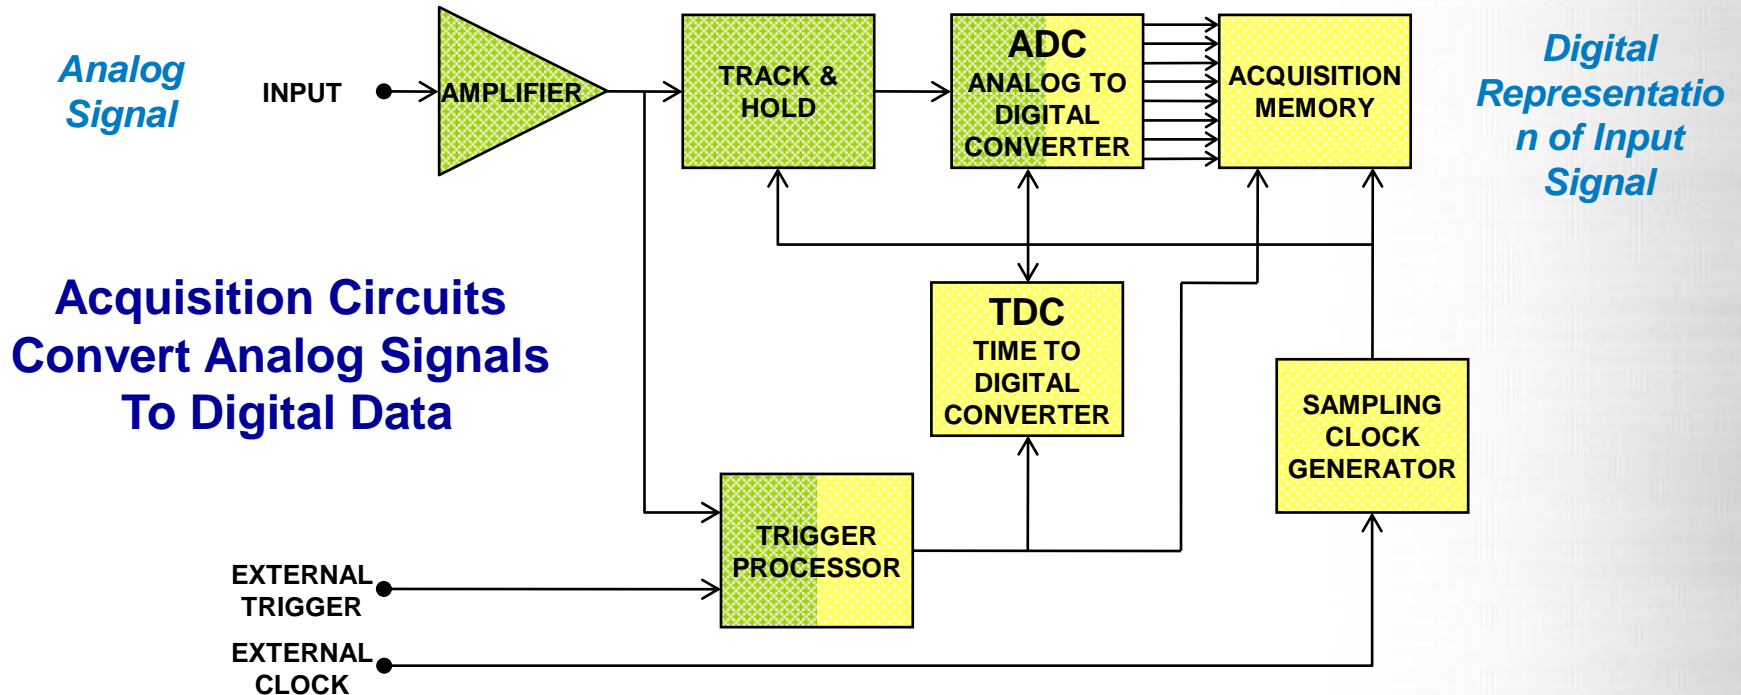 Analog
Signal
INPUT
AMPLIFIER
TRACK &
HOLD
ADC
ANALOG TO
DIGITAL
CONVERTER
ACQUISITION
MEMORY
Digital
Representatio
n of Input
Signal
Acquisition Circuits
Convert Analog Signals
To Digital Data
TDC
TIME TO
DIGITAL
CONVERTER
SAMPLING
CLOCK
GENERATOR
TRIGGER
PROCESSOR
EXTERNAL
TRIGGER
EXTERNAL
CLOCK